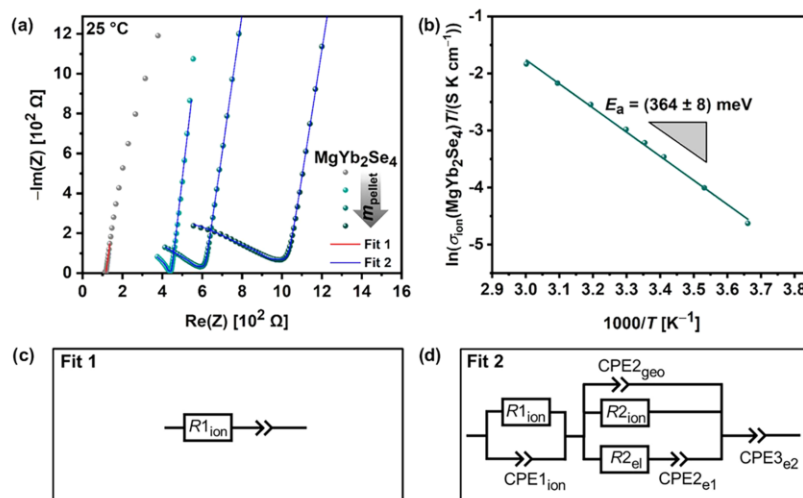 (a)
25 °C
12
10
8
6
4
2
0
0 2 4 6 8 10 12 14 16
−Im(Z) [10² Ω]
Re(Z) [10² Ω]
MgYb₂Se₄
m_pellet
Fit 1
Fit 2
(b)
-1
-2
-3
-4
-5
2.9 3.0 3.1 3.2 3.3 3.4 3.5 3.6 3.7 3.8
ln(σ_ion(MgYb₂Se₄)T/(S K cm⁻¹))
1000/T [K⁻¹]
E_a = (364 ± 8) meV
(c) Fit 1
R1_ion
(d) Fit 2
CPE2_geo
R1_ion
R2_ion
CPE1_ion
R2_el
CPE2_e1
CPE3_e2